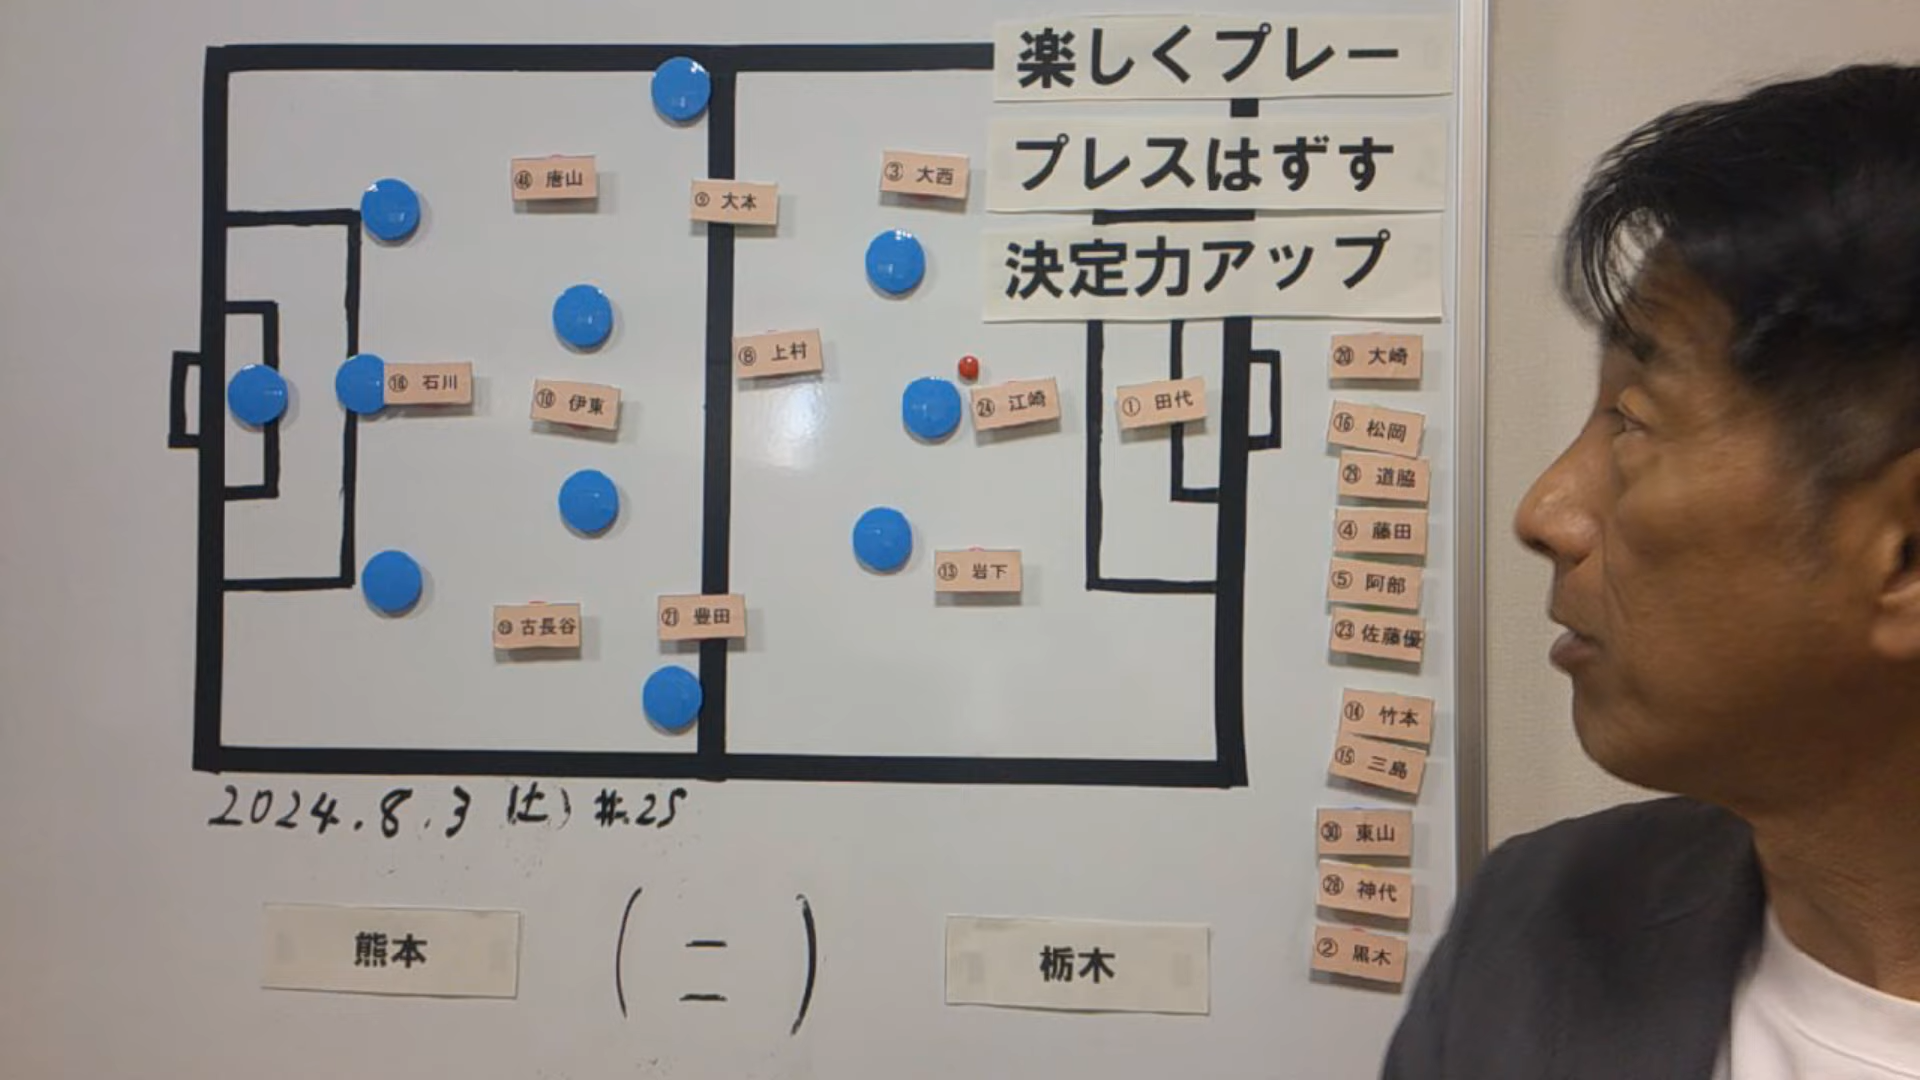 楽しくプレー
プレスはずす
決定力アップ
③ 大西
大本
唐山
⑧ 上村
石川
⑩ 伊東
㉔ 江崎
① 田代
⑬ 岩下
古長谷
㉑ 豊田
⑳ 大崎
⑯ 松岡
道脇
④ 藤田
⑤ 阿部
㉓ 佐藤優
⑭ 竹本
⑮ 三島
㉚ 東山
㉘ 神代
② 黒木
2024.8.3 (土) #.25
熊本
( - - )
栃木